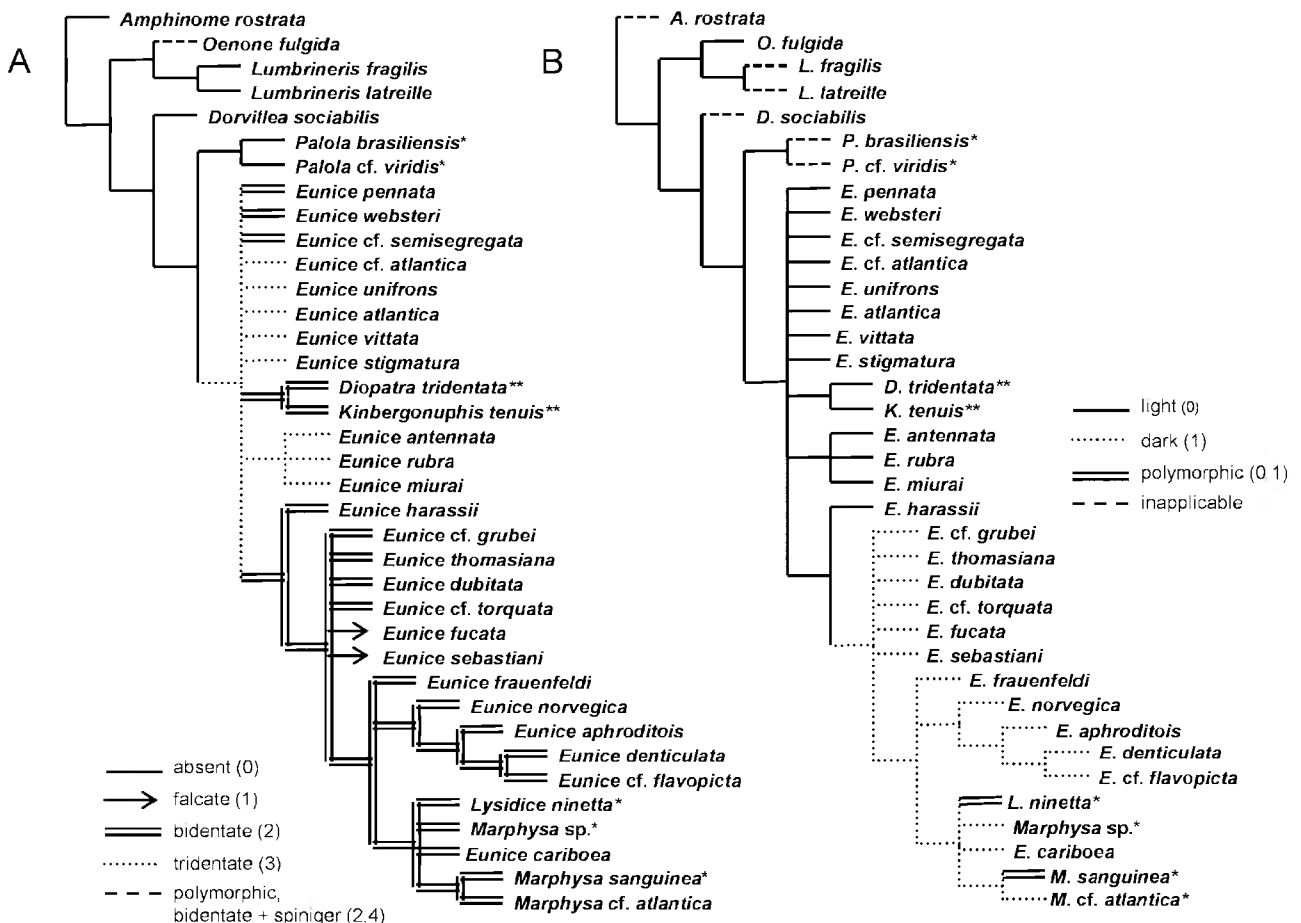 A
Amphinome rostrata
Oenone fulgida
Lumbrineris fragilis
Lumbrineris latreille
Dorvillea sociabilis
Palola brasiliensis*
Palola cf. viridis*
Eunice pennata
Eunice websteri
Eunice cf. semisegregata
Eunice cf. atlantica
Eunice unifrons
Eunice atlantica
Eunice vittata
Eunice stigmatura
Diopatra tridentata**
Kinbergonuphis tenuis**
Eunice antennata
Eunice rubra
Eunice miurai
Eunice harassii
Eunice cf. grubei
Eunice thomasiana
Eunice dubitata
Eunice cf. torquata
Eunice fucata
Eunice sebastiani
Eunice frauenfeldi
Eunice norvegica
Eunice aphroditois
Eunice denticulata
Eunice cf. flavopicta
Lysidice ninetta*
Marphysa sp.*
Eunice cariboea
Marphysa sanguinea*
Marphysa cf. atlantica
absent (0)
falcate (1)
bidentate (2)
tridentate (3)
polymorphic,
bidentate + spiniger (2,4)
B
A. rostrata
O. fulgida
L. fragilis
L. latreille
D. sociabilis
P. brasiliensis*
P. cf. viridis*
E. pennata
E. websteri
E. cf. semisegregata
E. cf. atlantica
E. unifrons
E. atlantica
E. vittata
E. stigmatura
D. tridentata**
K. tenuis**
E. antennata
E. rubra
E. miurai
E. harassii
E. cf. grubei
E. thomasiana
E. dubitata
E. cf. torquata
E. fucata
E. sebastiani
E. frauenfeldi
E. norvegica
E. aphroditois
E. denticulata
E. cf. flavopicta
L. ninetta*
Marphysa sp.*
E. cariboea
M. sanguinea*
M. cf. atlantica*
light (0)
dark (1)
polymorphic (0,1)
inapplicable